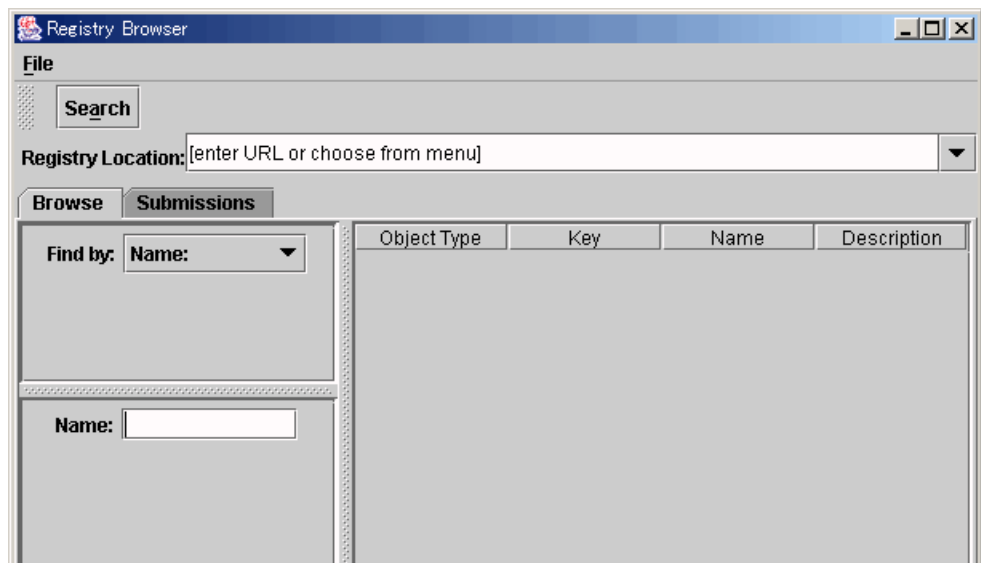 Registry Browser
File
Search
Registry Location: [enter URL or choose from menu]
Browse Submissions
Find by: Name:
Object Type Key Name Description
Name: